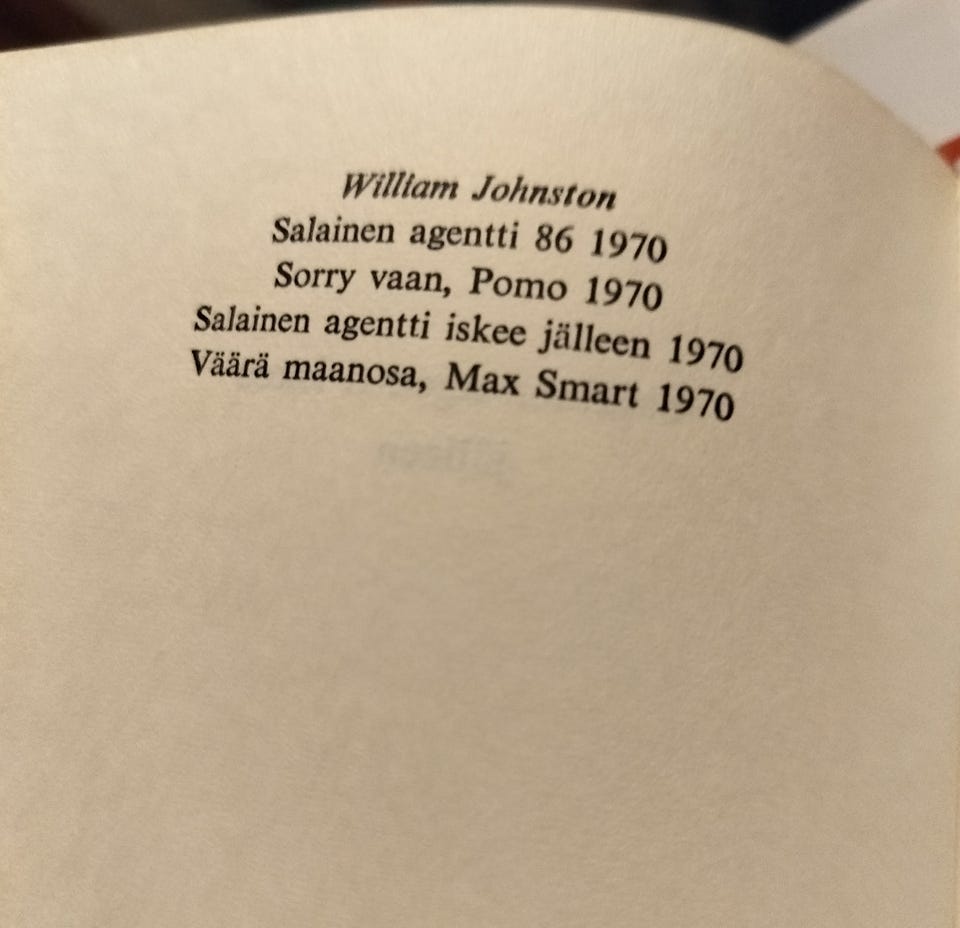 William Johnston
Salainen agentti 86 1970
Sorry vaan, Pomo 1970
Salainen agentti iskee jälleen 1970
Väärä maanosa, Max Smart 1970